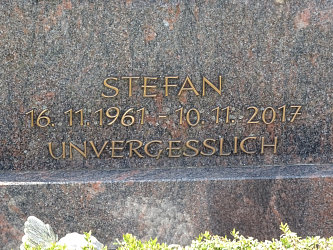 STEFAN
16. 11. 1961 - 10. 11. 2017
UNVERGESSLICH